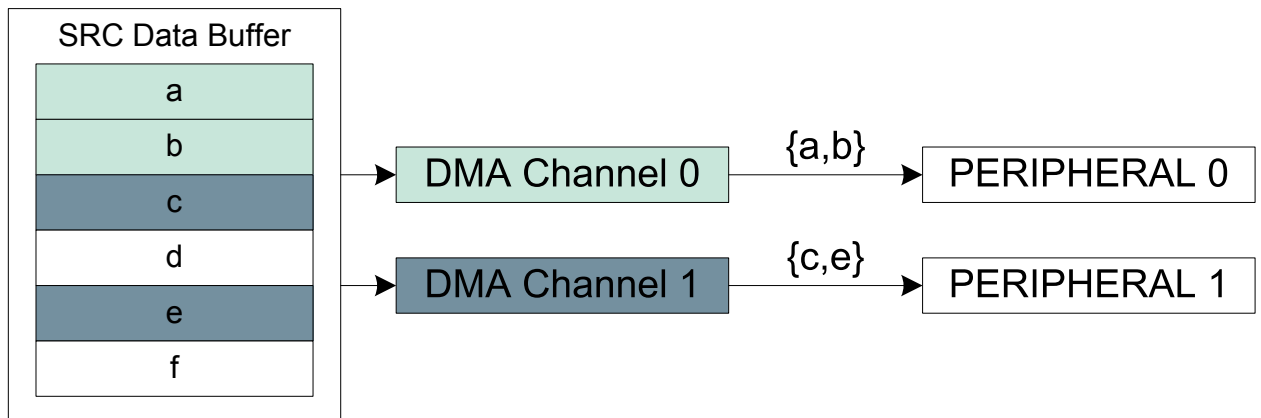 SRC Data Buffer
a
b
c
d
e
f
DMA Channel 0
{a,b}
PERIPHERAL 0
DMA Channel 1
{c,e}
PERIPHERAL 1